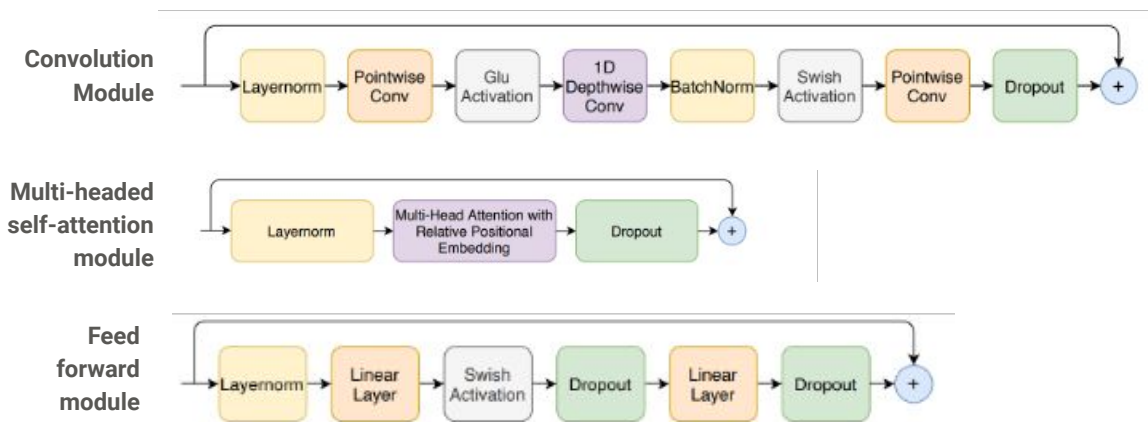 Convolution
Module
Layernorm
Pointwise
Conv
Glu
Activation
1D
Depthwise
Conv
BatchNorm
Swish
Activation
Pointwise
Conv
Dropout
+
Multi-headed
self-attention
module
Layernorm
Multi-Head Attention with
Relative Positional
Embedding
Dropout
+
Feed
forward
module
Layernorm
Linear
Layer
Swish
Activation
Dropout
Linear
Layer
Dropout
+